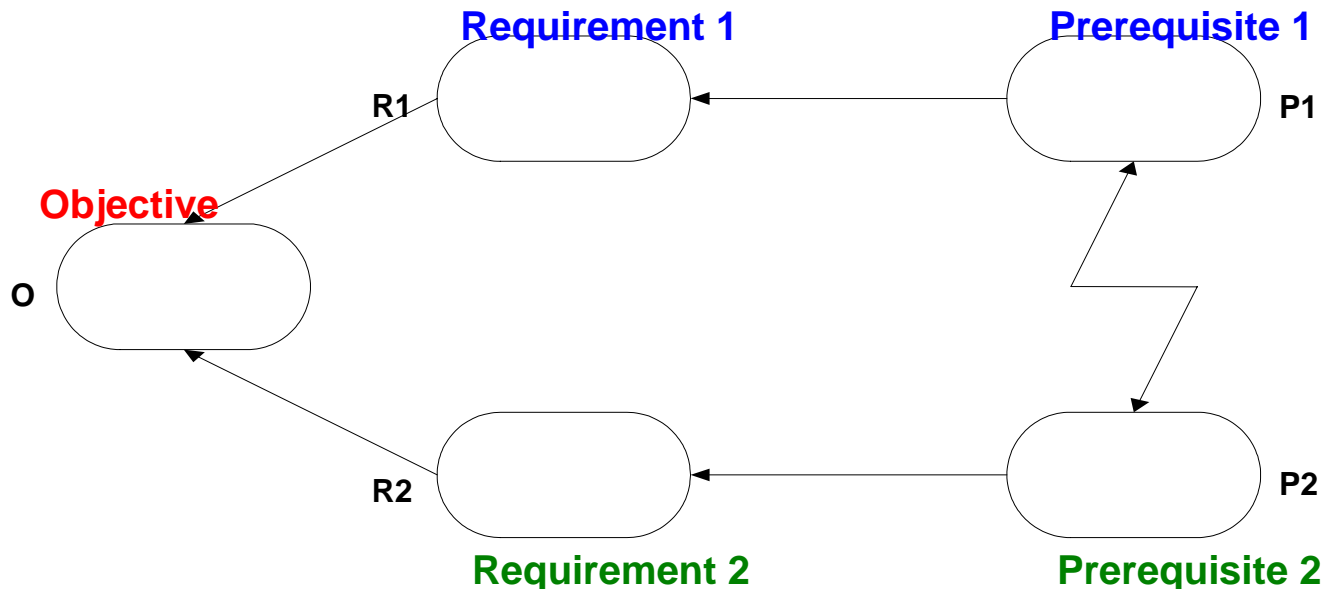 Requirement 1
Prerequisite 1
R1
P1
Objective
O
R2
P2
Requirement 2
Prerequisite 2